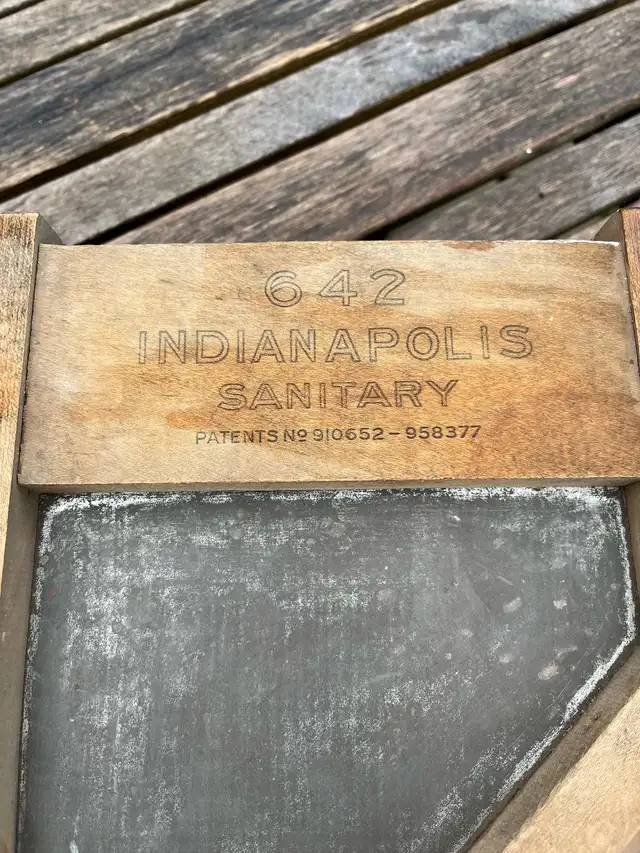 642
INDIANAPOLIS
SANITARY
PATENTS Nº 910652-958377